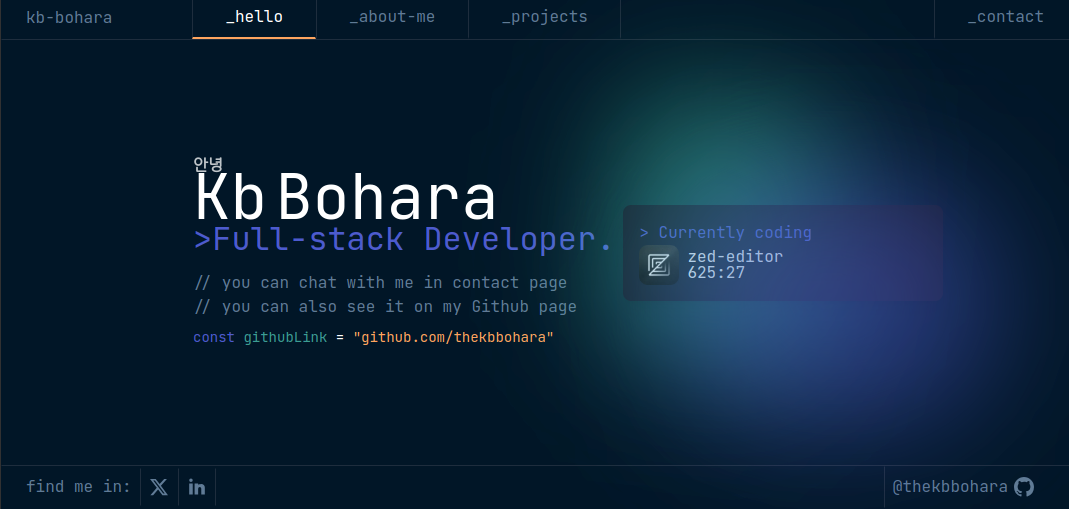 kb-bohara
_hello
_about-me
_projects
_contact
안녕
Kb Bohara
>Full-stack Developer.
// you can chat with me in contact page
// you can also see it on my Github page
const githubLink = "github.com/thekbbohara"
> Currently coding
zed-editor
625:27
find me in:
@thekbbohara